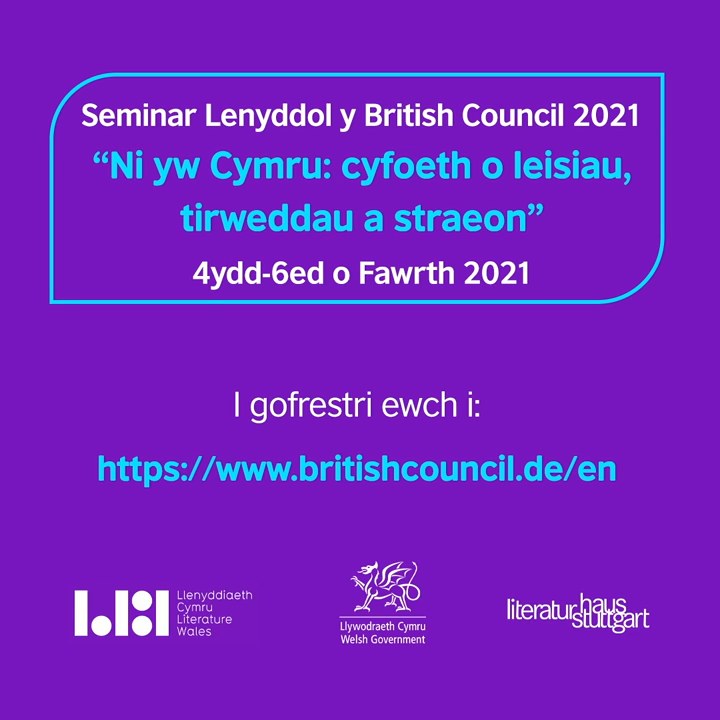 Seminar Lenyddol y British Council 2021
“Ni yw Cymru: cyfoeth o leisiau,
tirweddau a straeon”
4ydd-6ed o Fawrth 2021
I gofrestri ewch i:
https://www.britishcouncil.de/en
Llenyddiaeth
Cymru
Literature
Wales
Llywodraeth Cymru
Welsh Government
literaturhaus
stuttgart